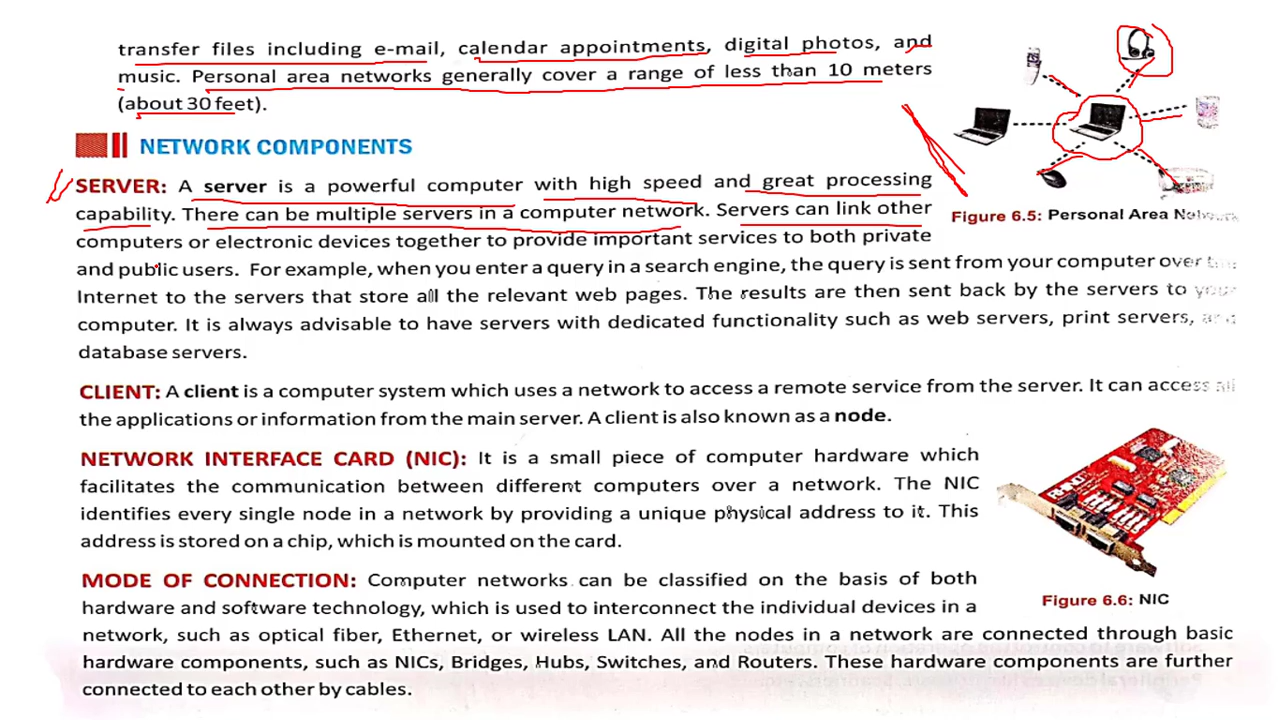 transfer files including e-mail, calendar appointments, digital photos, and
music. Personal area networks generally cover a range of less than 10 meters
(about 30 feet).
NETWORK COMPONENTS
SERVER: A server is a powerful computer with high speed and great processing
capability. There can be multiple servers in a computer network. Servers can link other
Figure 6.5: Personal Area Network
computers or electronic devices together to provide important services to both private
and public users. For example, when you enter a query in a search engine, the query is sent from your computer over the
Internet to the servers that store all the relevant web pages. The results are then sent back by the servers to your
computer. It is always advisable to have servers with dedicated functionality such as web servers, print servers, and
database servers.
CLIENT: A client is a computer system which uses a network to access a remote service from the server. It can access all
the applications or information from the main server. A client is also known as a node.
NETWORK INTERFACE CARD (NIC): It is a small piece of computer hardware which
facilitates the communication between different computers over a network. The NIC
identifies every single node in a network by providing a unique physical address to it. This
address is stored on a chip, which is mounted on the card.
MODE OF CONNECTION: Computer networks can be classified on the basis of both
hardware and software technology, which is used to interconnect the individual devices in a
Figure 6.6: NIC
network, such as optical fiber, Ethernet, or wireless LAN. All the nodes in a network are connected through basic
hardware components, such as NICs, Bridges, Hubs, Switches, and Routers. These hardware components are further
connected to each other by cables.